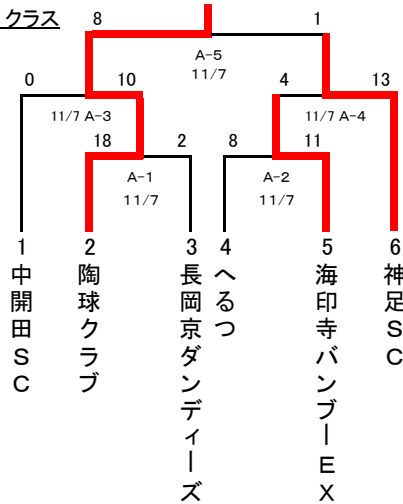 クラス
8
1
A-5
11/7
0
10
4
13
11/7 A-3
11/7 A-4
18
2
8
11
A-1
11/7
A-2
11/7
1
2
3
4
5
6
中開田SC
陶球クラブ
長岡京ダンディーズ
へるつ
海印寺バンブーEX
神足SC